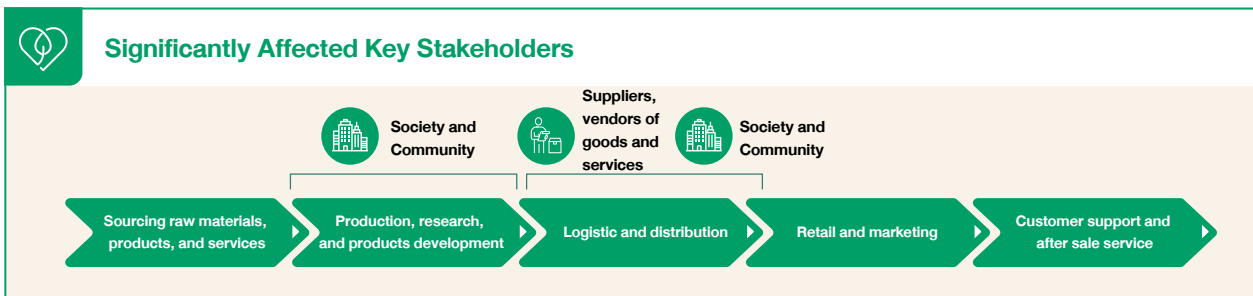 Significantly Affected Key Stakeholders
Society and
Community
Suppliers,
vendors of
goods and
services
Society and
Community
Sourcing raw materials,
products, and services
Production, research,
and products development
Logistic and distribution
Retail and marketing
Customer support and
after sale service